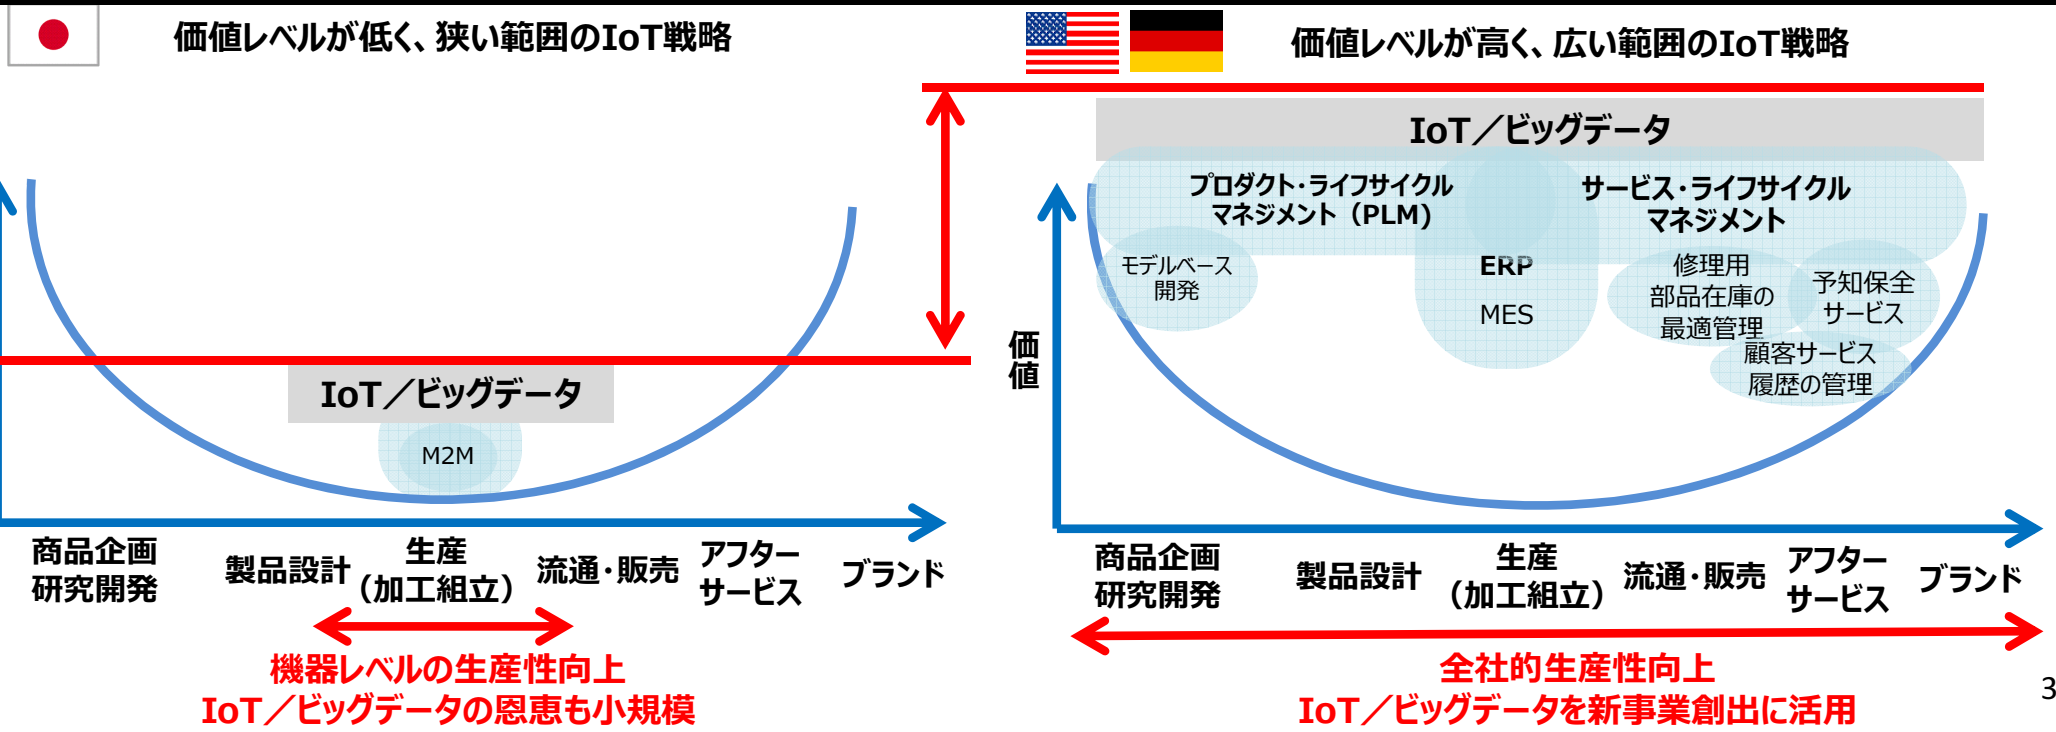 価値レベルが低く、狭い範囲のIoT戦略
IoT／ビッグデータ
M2M
商品企画
研究開発
製品設計
生産
（加工組立）
流通・販売
アフター
サービス
ブランド
機器レベルの生産性向上
IoT／ビッグデータの恩恵も小規模
価値レベルが高く、広い範囲のIoT戦略
IoT／ビッグデータ
プロダクト・ライフサイクル
マネジメント（PLM）
サービス・ライフサイクル
マネジメント
モデルベース
開発
ERP
MES
修理用
部品在庫の
最適管理
予知保全
サービス
顧客サービス
履歴の管理
価値
商品企画
研究開発
製品設計
生産
（加工組立）
流通・販売
アフター
サービス
ブランド
全社的生産性向上
IoT／ビッグデータを新事業創出に活用
3